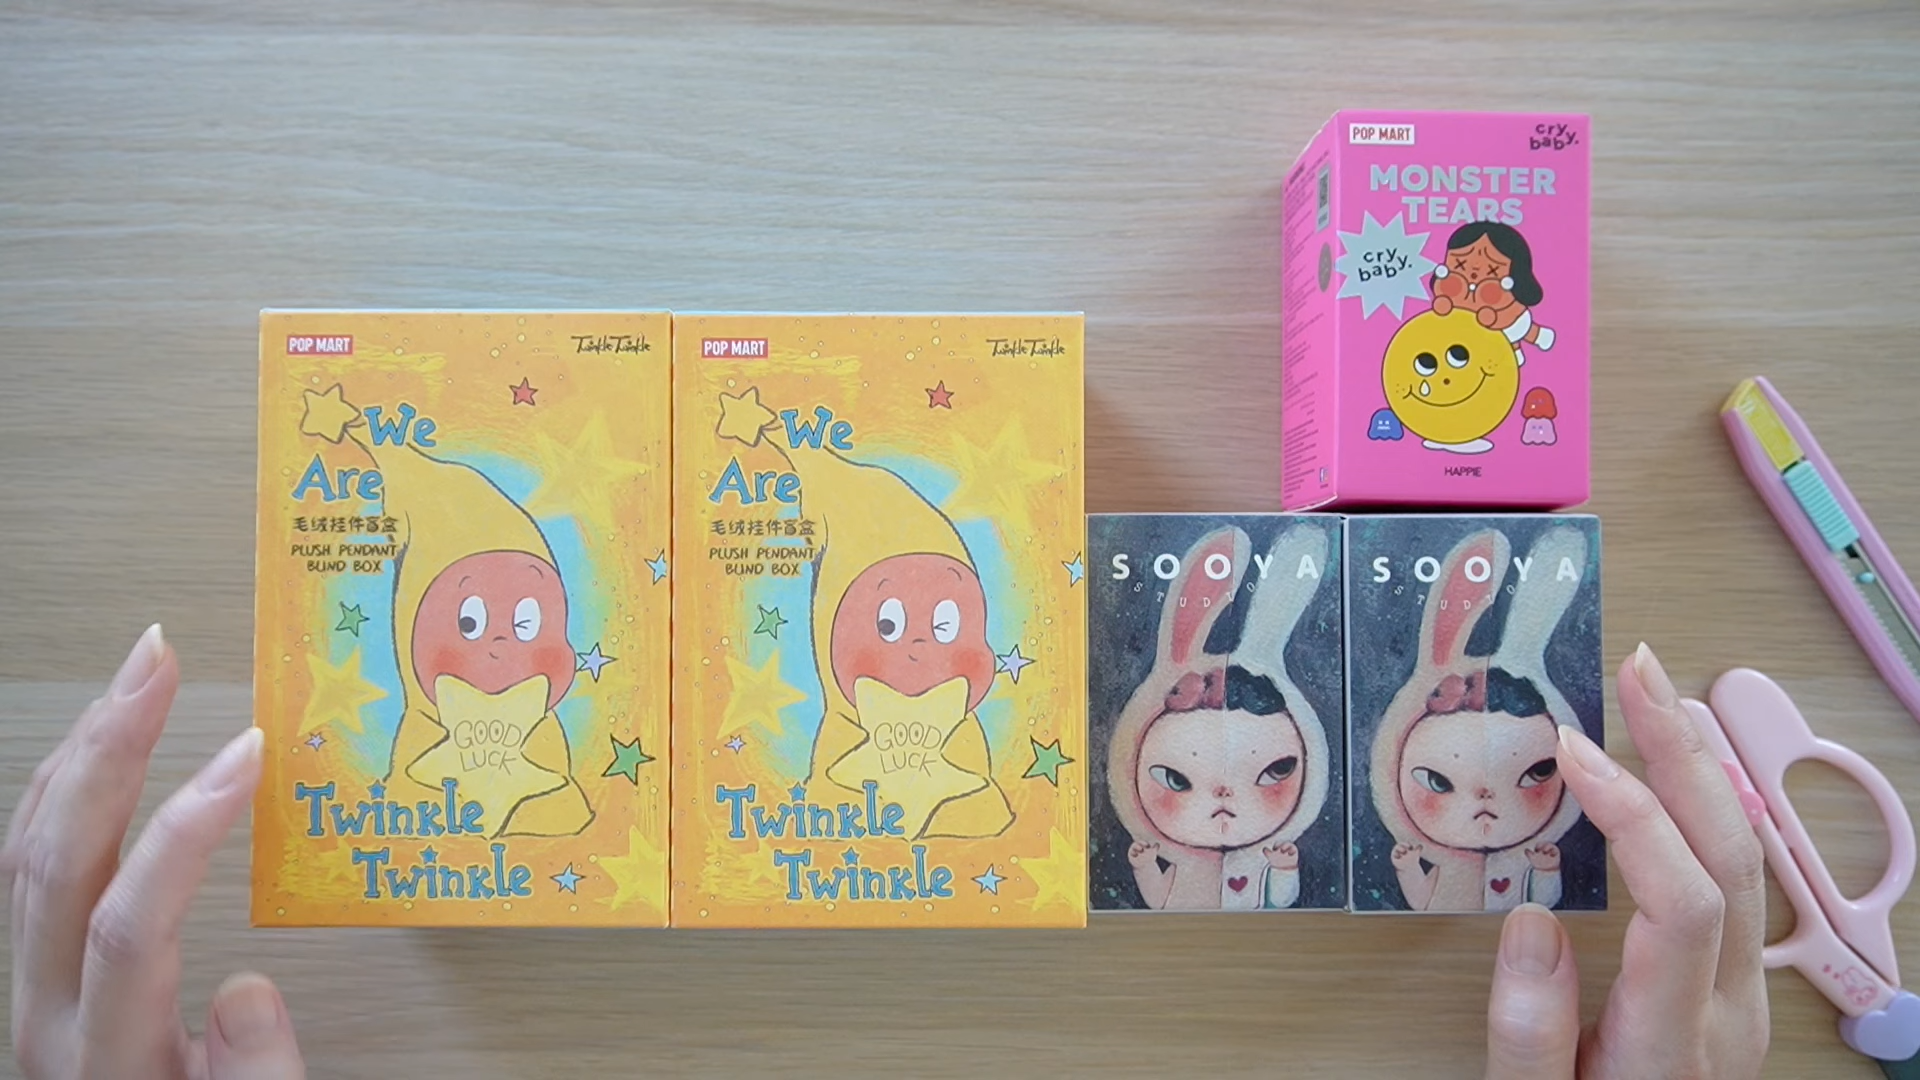 POP MART
Twinkle Twinkle
We
Are
毛绒挂件盲盒
PLUSH PENDANT
BLIND BOX
GOOD
LUCK
Twinkle
Twinkle
POP MART
Twinkle Twinkle
We
Are
毛绒挂件盲盒
PLUSH PENDANT
BLIND BOX
GOOD
LUCK
Twinkle
Twinkle
POP MART
cry
baby.
MONSTER
TEARS
cry
baby.
HAPPIE
SOOYA
STUDIO
SOOYA
STUDIO